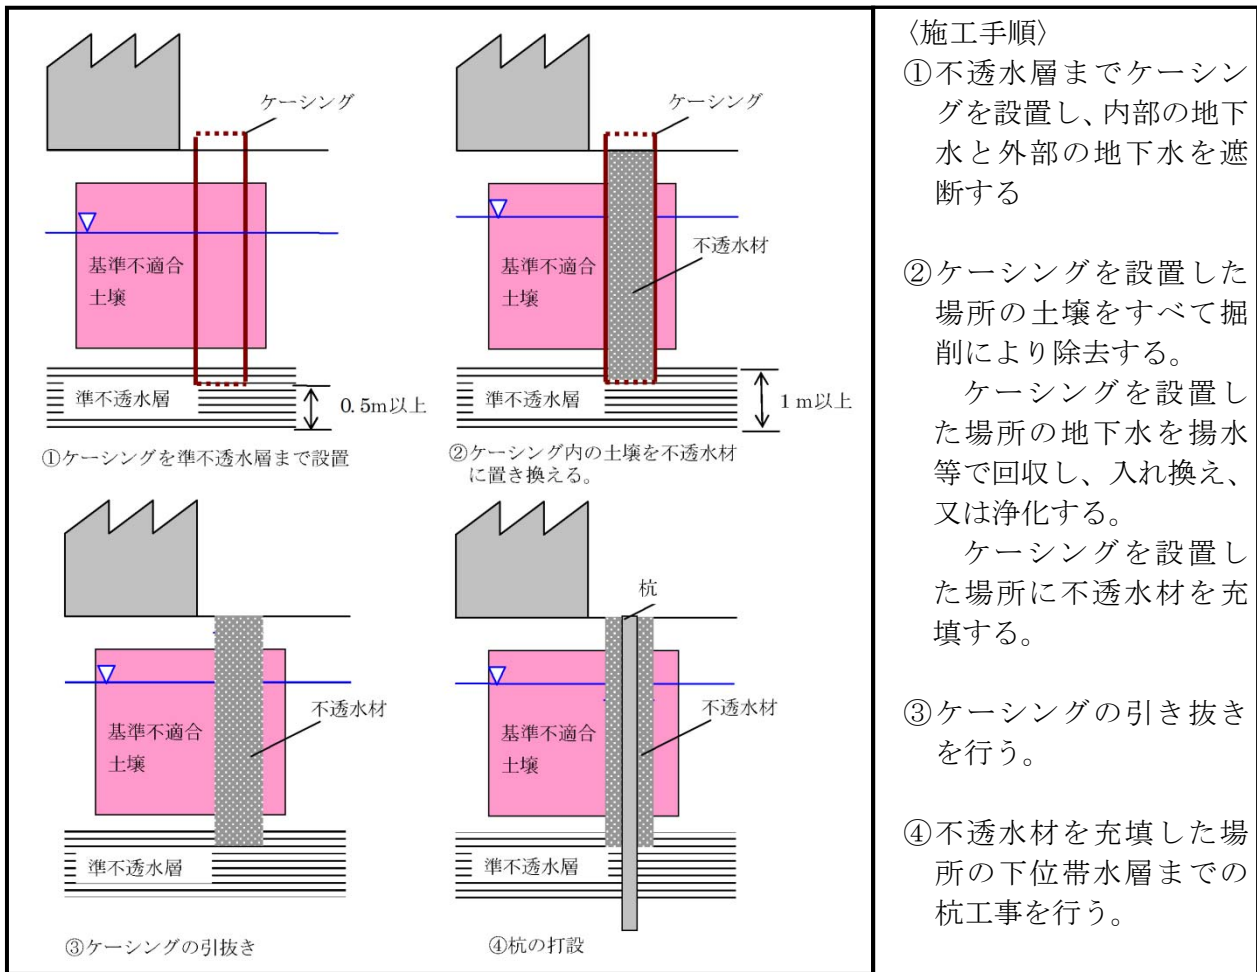 ケーシング
基準不適合
土壌
準不透水層
0.5m以上
①ケーシングを準不透水層まで設置
ケーシング
不透水材
基準不適合
土壌
準不透水層
1m以上
②ケーシング内の土壌を不透水材
に置き換える。
不透水材
基準不適合
土壌
準不透水層
③ケーシングの引抜き
杭
不透水材
基準不適合
土壌
準不透水層
④杭の打設
〈施工手順〉
①不透水層までケーシン
グを設置し、内部の地下
水と外部の地下水を遮
断する
②ケーシングを設置した
場所の土壌をすべて掘
削により除去する。
ケーシングを設置し
た場所の地下水を揚水
等で回収し、入れ換え、
又は浄化する。
ケーシングを設置し
た場所に不透水材を充
填する。
③ケーシングの引き抜き
を行う。
④不透水材を充填した場
所の下位帯水層までの
杭工事を行う。